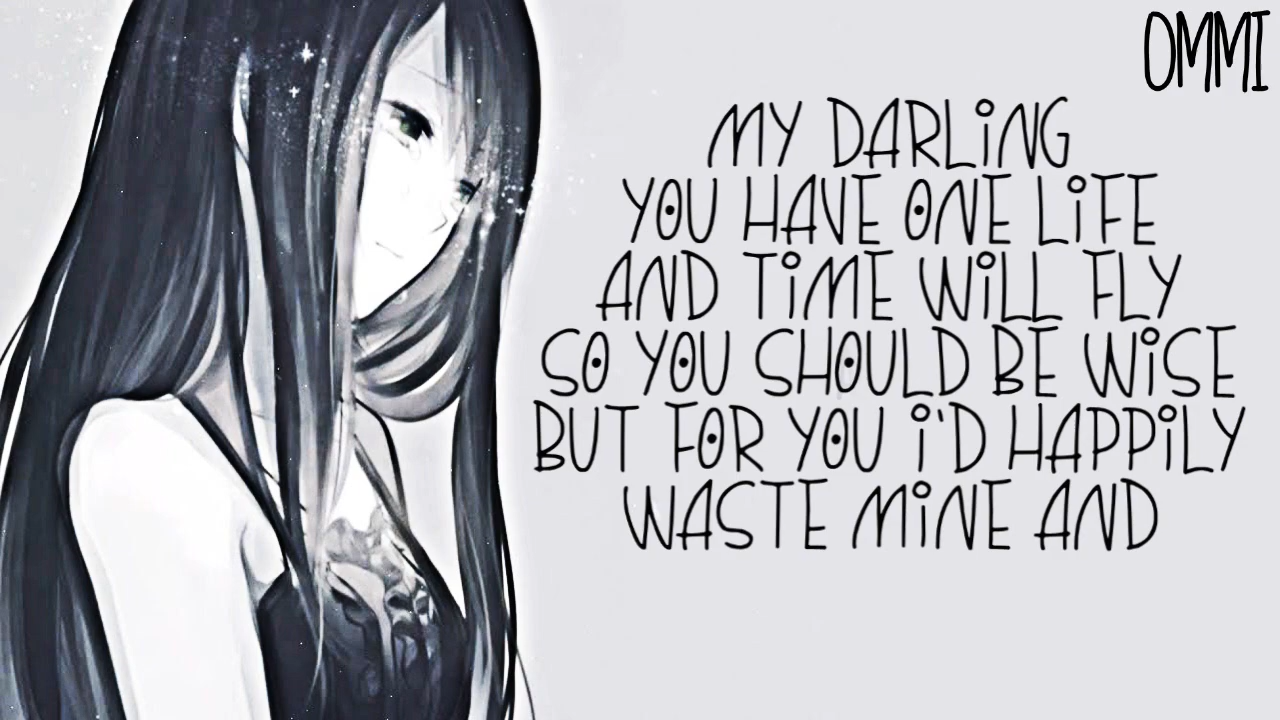 OMMI
MY DARLiNG
YOU HAVE ONE LiFE
AND TiME WiLL FLY
SO YOU SHOULD BE WiSE
BUT FOR YOU i'D HAPPiLY
WASTE MiNE AND